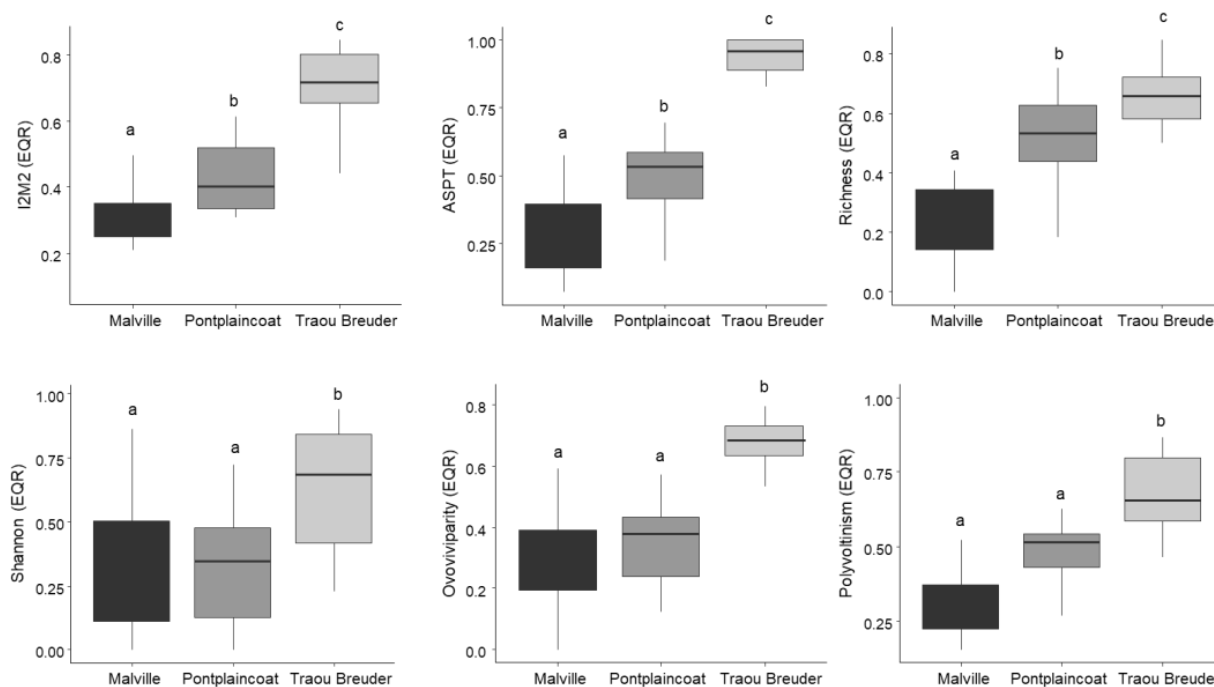 I2M2 (EQR)
0.8
0.6
0.4
0.2
a
b
c
Malville Pontplaincoat Traou Breuder
ASPT (EQR)
1.00
0.75
0.50
0.25
a
b
c
Malville Pontplaincoat Traou Breuder
Richness (EQR)
0.8
0.6
0.4
0.2
0.0
a
b
c
Malville Pontplaincoat Traou Breude
Shannon (EQR)
1.00
0.75
0.50
0.25
0.00
a
a
b
Malville Pontplaincoat Traou Breuder
Ovoviviparity (EQR)
0.8
0.6
0.4
0.2
0.0
a
a
b
Malville Pontplaincoat Traou Breuder
Polyvoltinism (EQR)
1.00
0.75
0.50
0.25
a
a
b
Malville Pontplaincoat Traou Breude